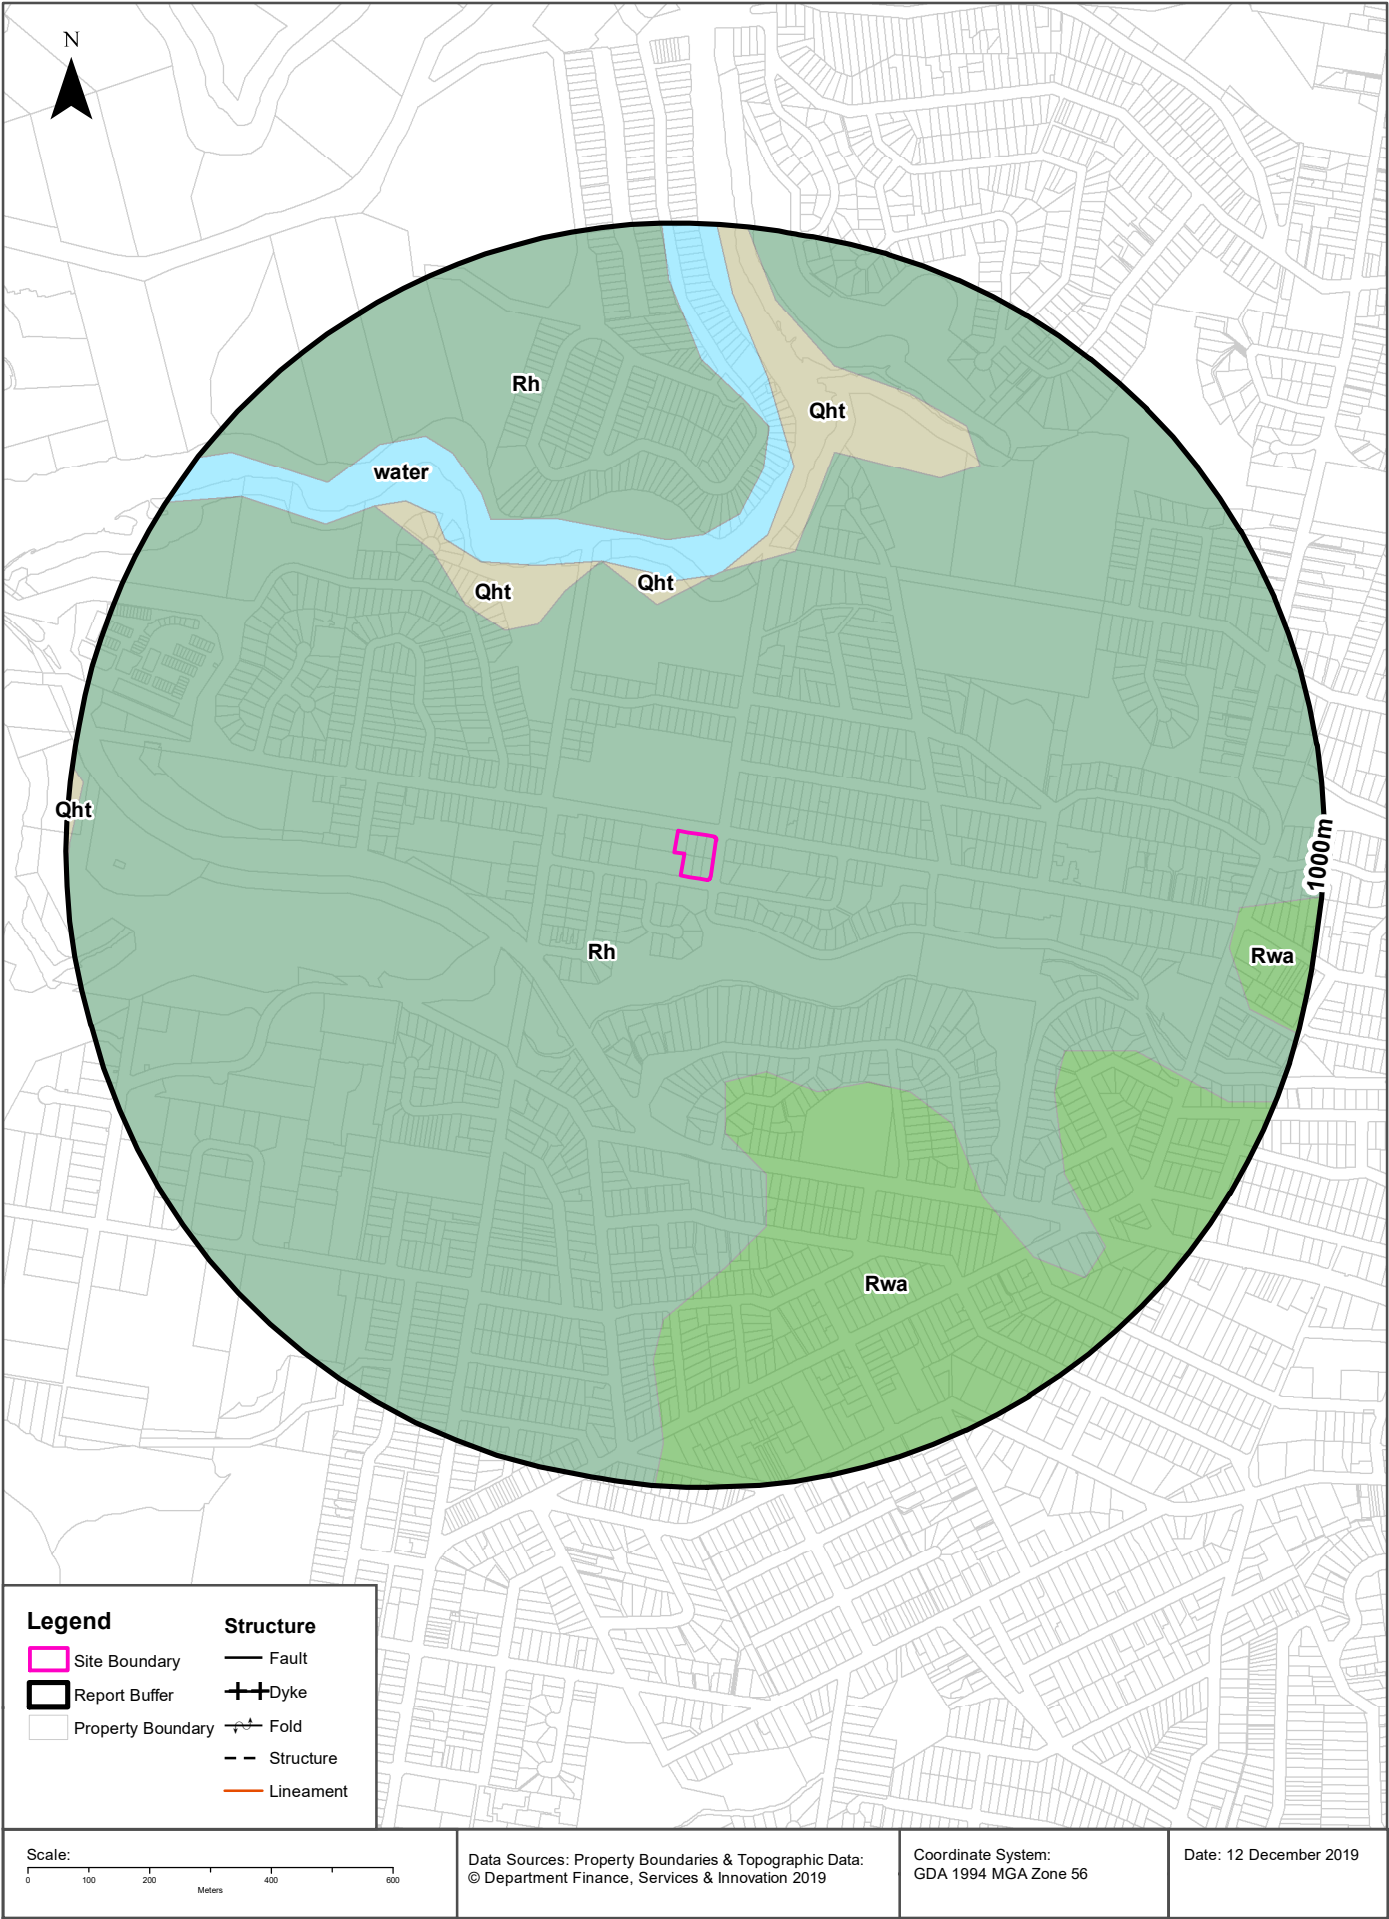 N
Rh
Qht
water
Qht
Qht
Qht
1000m
Rh
Rwa
Rwa
Legend
Site Boundary
Report Buffer
Property Boundary
Structure
Fault
Dyke
Fold
Structure
Lineament
Scale:
0 100 200 400 600
Meters
Data Sources: Property Boundaries & Topographic Data:
© Department Finance, Services & Innovation 2019
Coordinate System:
GDA 1994 MGA Zone 56
Date: 12 December 2019